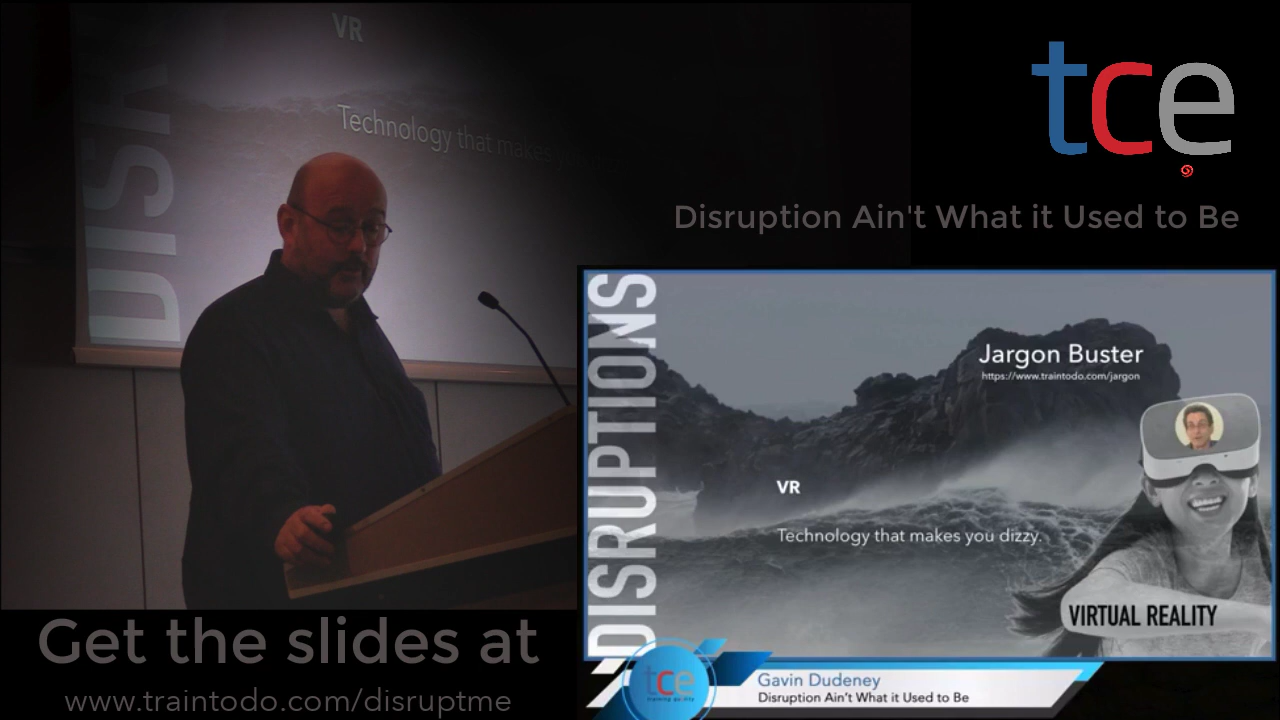 VR
Technology that makes you
DISR
tce
Disruption Ain't What it Used to Be
DISRUPTIONS
Jargon Buster
https://www.traintodo.com/jargon
VR
Technology that makes you dizzy.
VIRTUAL REALITY
Get the slides at
www.traintodo.com/disruptme
tce
Gavin Dudeney
Disruption Ain't What it Used to Be